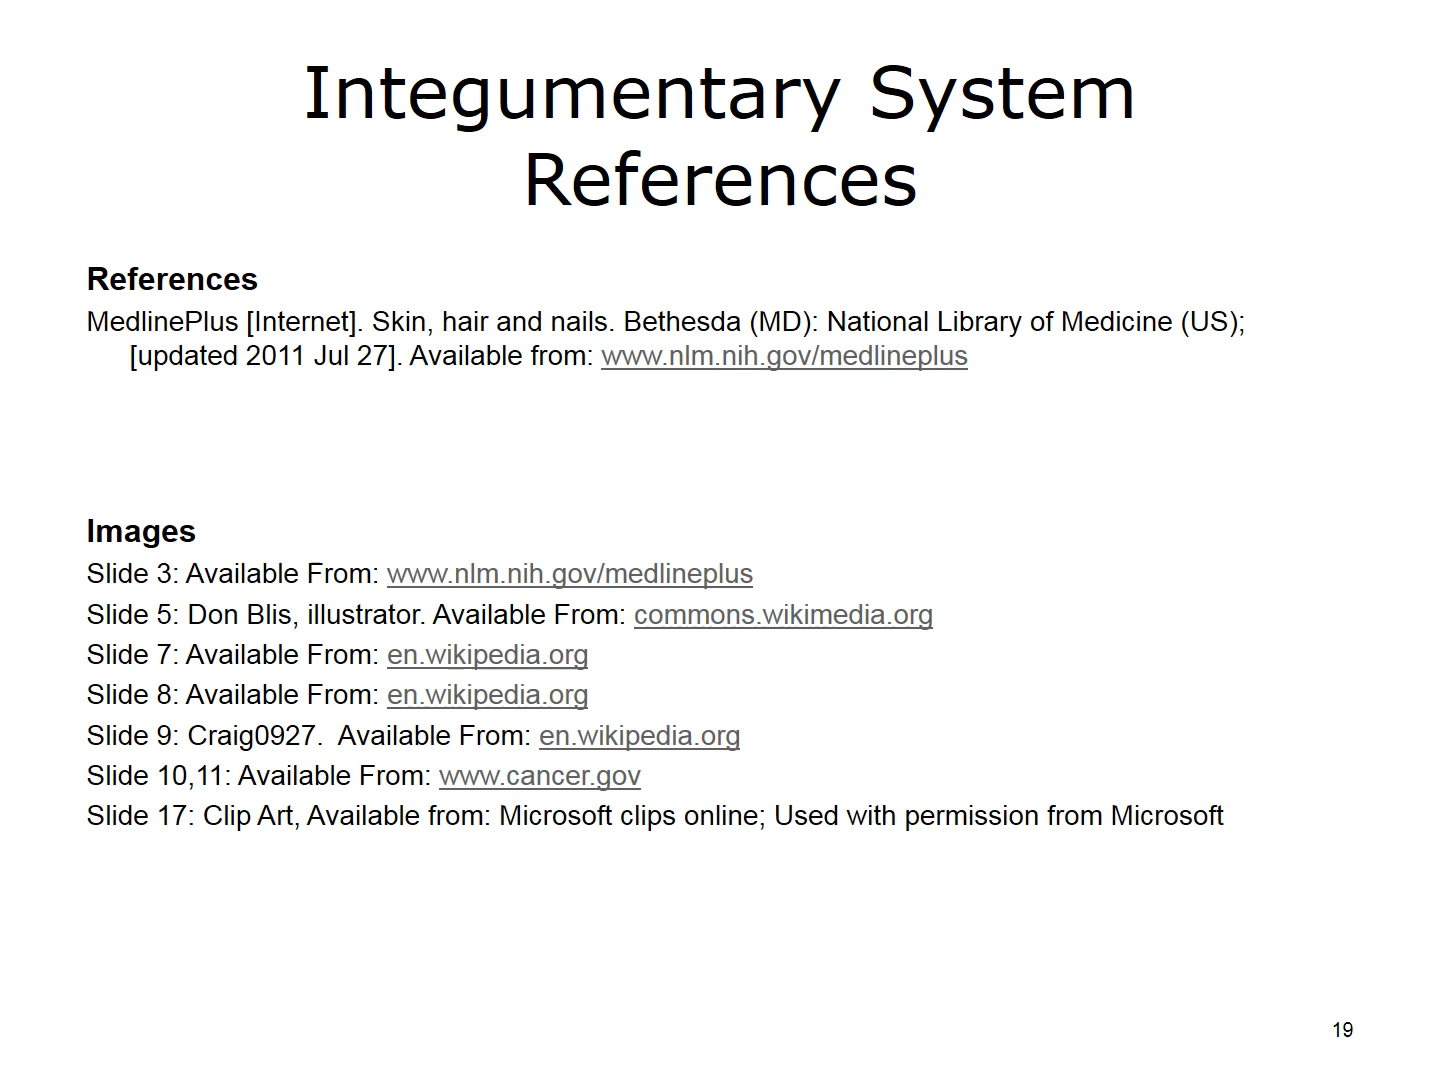 Integumentary System
References
References
MedlinePlus [Internet]. Skin, hair and nails. Bethesda (MD): National Library of Medicine (US);
[updated 2011 Jul 27]. Available from: www.nlm.nih.gov/medlineplus
Images
Slide 3: Available From: www.nlm.nih.gov/medlineplus
Slide 5: Don Blis, illustrator. Available From: commons.wikimedia.org
Slide 7: Available From: en.wikipedia.org
Slide 8: Available From: en.wikipedia.org
Slide 9: Craig0927.  Available From: en.wikipedia.org
Slide 10,11: Available From: www.cancer.gov
Slide 17: Clip Art, Available from: Microsoft clips online; Used with permission from Microsoft
19